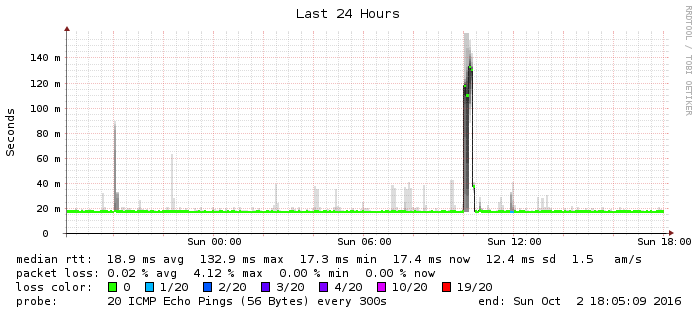 Last 24 Hours
RRDTOOL / TOBI OETIKER
Seconds
140 m
120 m
100 m
80 m
60 m
40 m
20 m
0
Sun 00:00 Sun 06:00 Sun 12:00 Sun 18:00
median rtt: 18.9 ms avg 132.9 ms max 17.3 ms min 17.4 ms now 12.4 ms sd 1.5 am/s
packet loss: 0.02 % avg 4.12 % max 0.00 % min 0.00 % now
loss color: 0 1/20 2/20 3/20 4/20 10/20 19/20
probe: 20 ICMP Echo Pings (56 Bytes) every 300s end: Sun Oct 2 18:05:09 2016